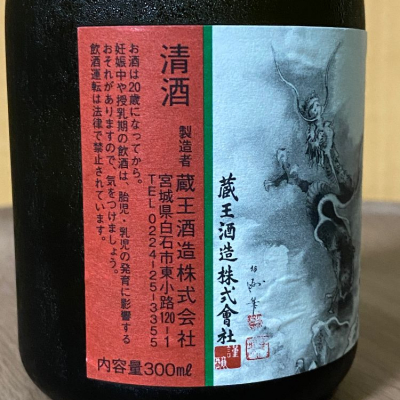 清酒
製造者 蔵王酒造株式会社
宮城県白石市東小路120-1
TEL 0224-25-3355
お酒は20歳になってから。
妊娠中や授乳期の飲酒は、胎児・乳児の発育に影響する
おそれがありますので、気をつけましょう。
飲酒運転は法律で禁止されています。
内容量300㎖
蔵王酒造株式會社